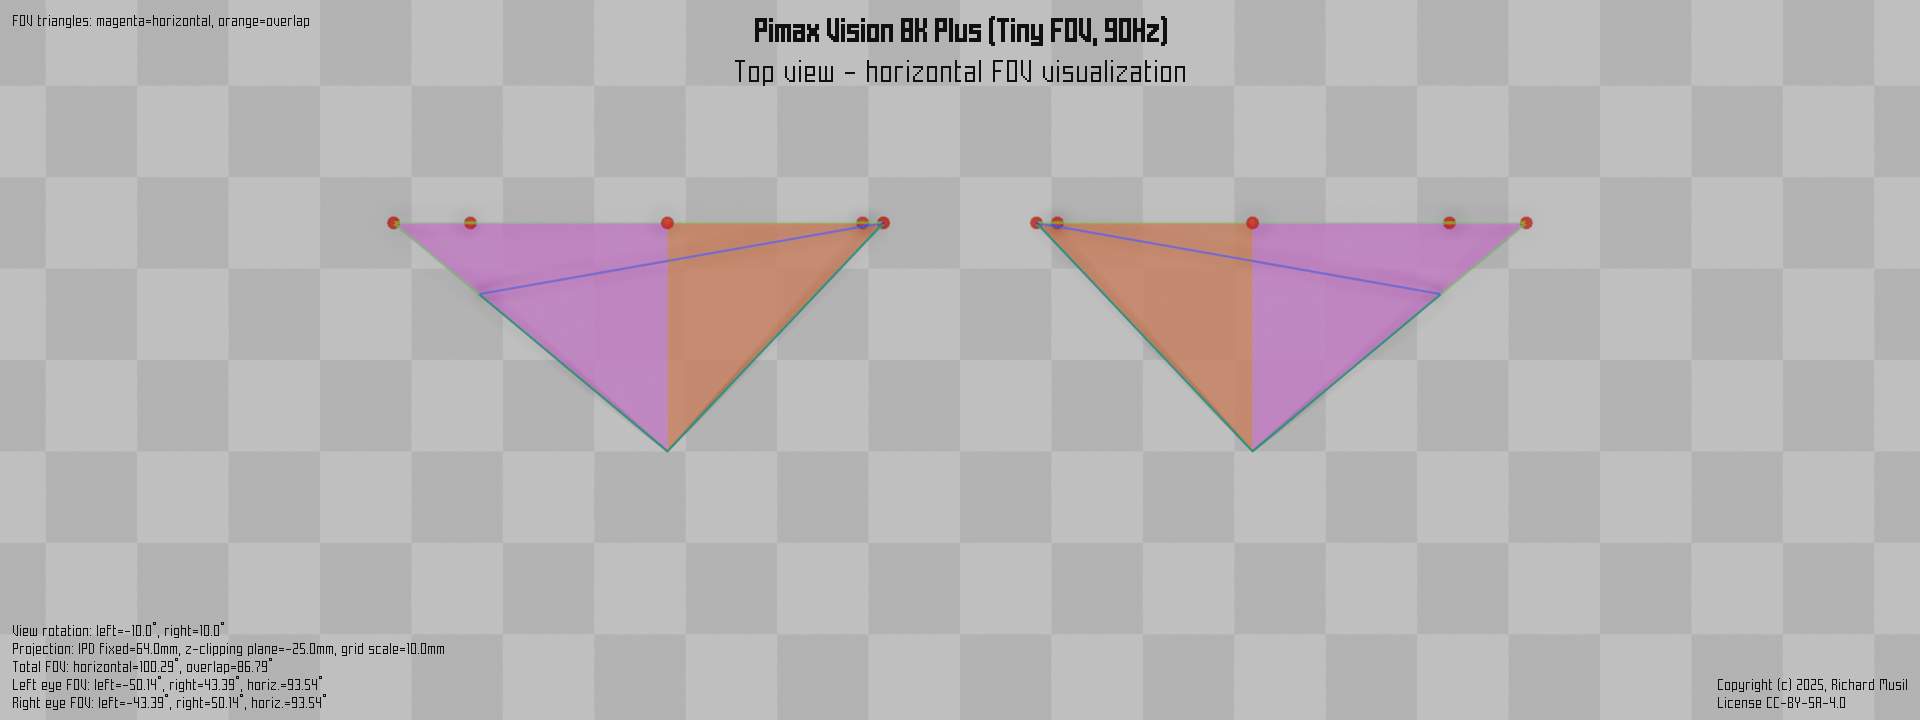 FOV triangles: magenta=horizontal, orange=overlap
Pimax Vision 8K Plus (Tiny FOV, 90Hz)
Top view - horizontal FOV visualization
View rotation: left=-10.0°, right=10.0°
Projection: IPD fixed=64.0mm, z-clipping plane=-25.0mm, grid scale=10.0mm
Total FOV: horizontal=100.29°, overlap=86.79°
Left eye FOV: left=-50.14°, right=43.39°, horiz.=93.54°
Right eye FOV: left=-43.39°, right=50.14°, horiz.=93.54°
Copyright (c) 2025, Richard Musil
License CC-BY-SA-4.0